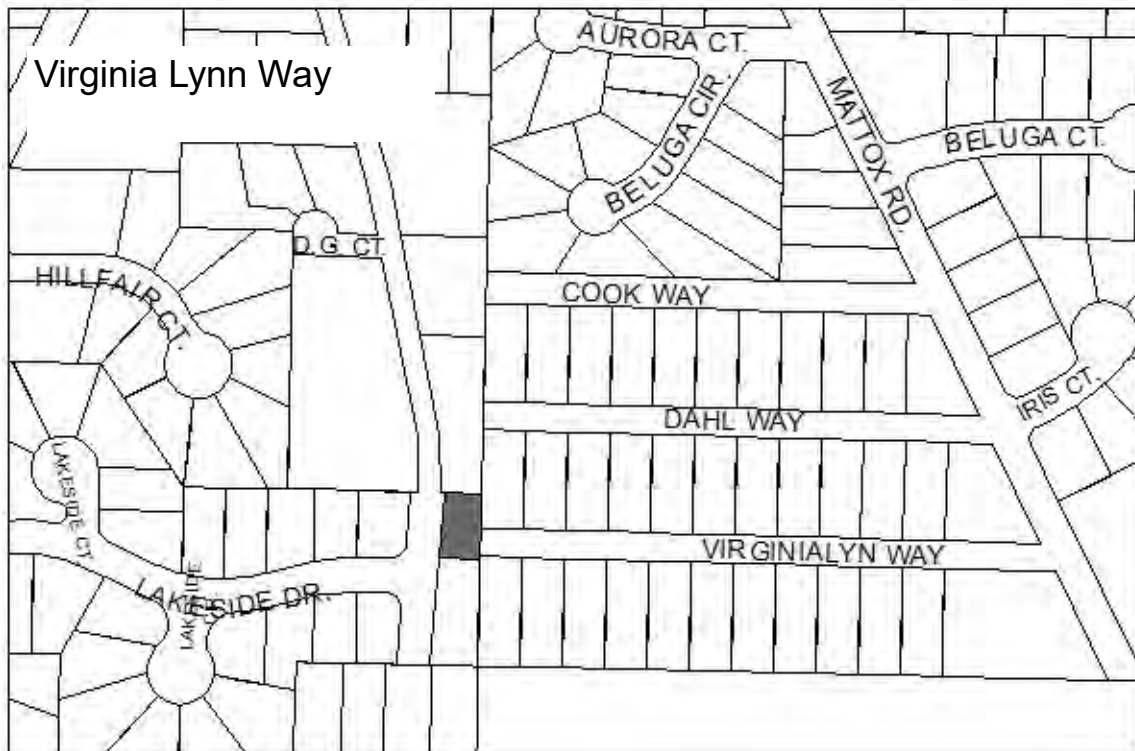 Virginia Lynn Way
AURORA CT.
BELUGA CIR.
MATTOX RD.
BELUGA CT.
D.G. CT.
HILLFAIR CT.
COOK WAY
DAHL WAY
IRIS CT.
LAKESIDE CT
VIRGINIALYN WAY
LAKESIDE DR.
LAKESIDE